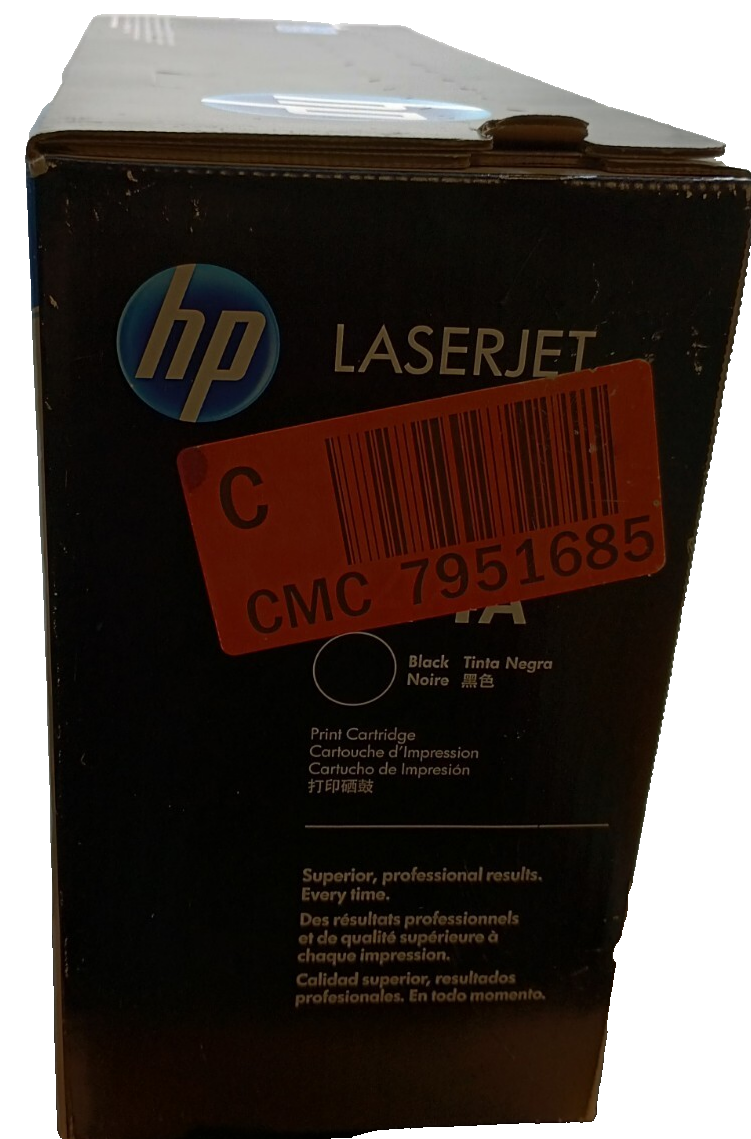 hp
LASERJET
C
CMC 7951685
Black Tinta Negra
Noire 黑色
Print Cartridge
Cartouche d'Impression
Cartucho de Impresión
打印硒鼓
Superior, professional results.
Every time.
Des résultats professionnels
et de qualité supérieure à
chaque impression.
Calidad superior, resultados
profesionales. En todo momento.